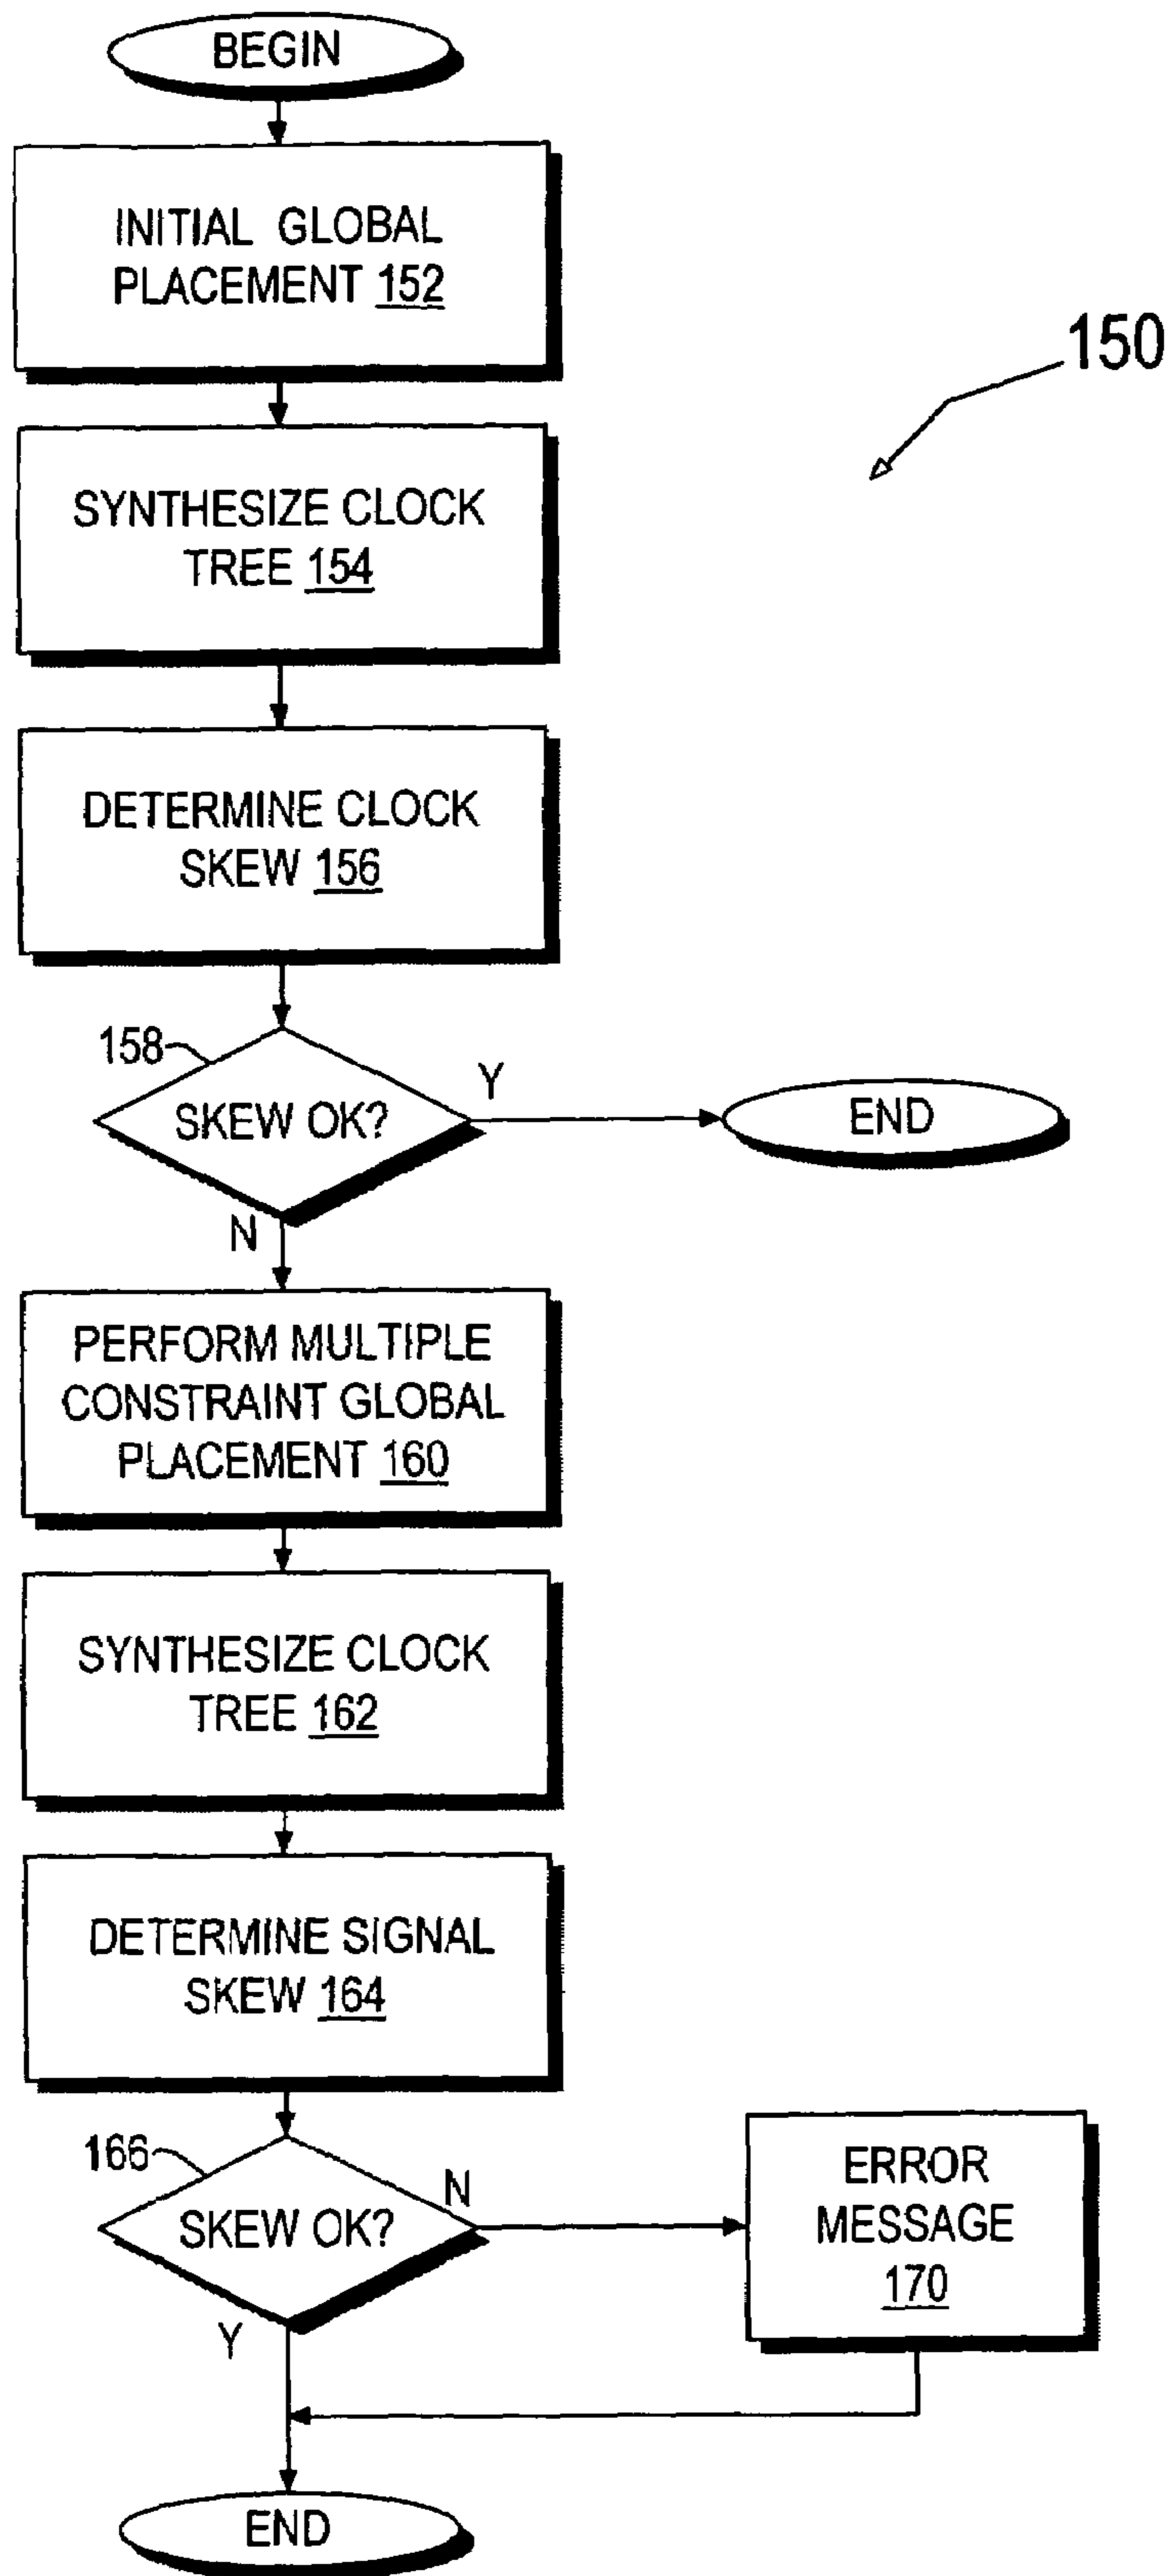 BEGIN
INITIAL GLOBAL
PLACEMENT 152
150
SYNTHESIZE CLOCK
TREE 154
DETERMINE CLOCK
SKEW 156
158
SKEW OK?
Y
END
N
PERFORM MULTIPLE
CONSTRAINT GLOBAL
PLACEMENT 160
SYNTHESIZE CLOCK
TREE 162
DETERMINE SIGNAL
SKEW 164
166
SKEW OK?
N
ERROR
MESSAGE
170
Y
END